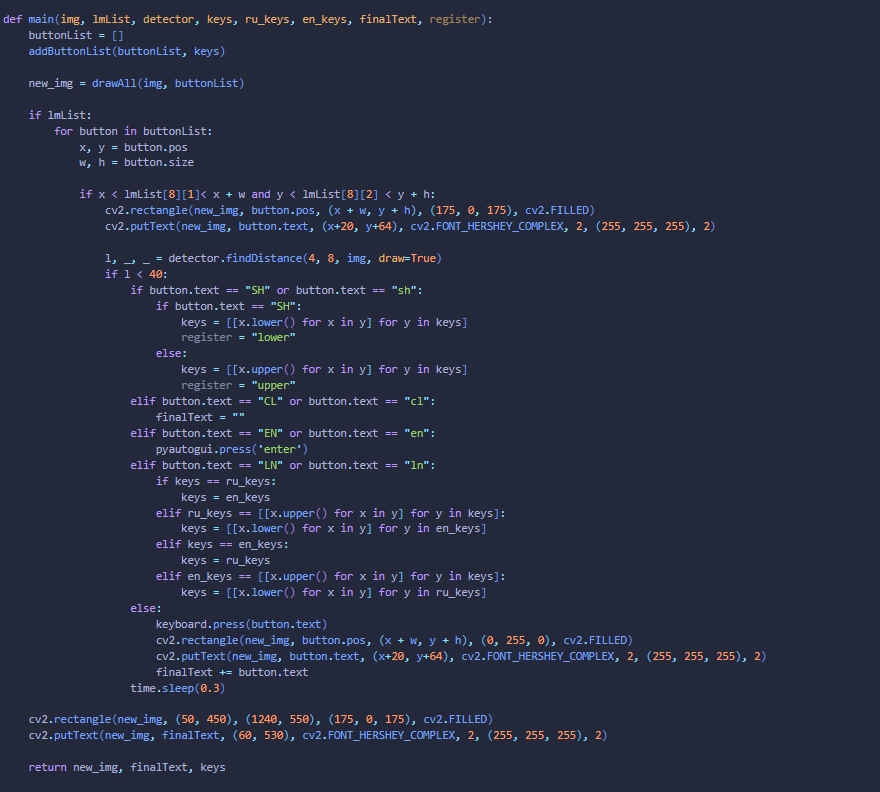 def main(img, lmList, detector, keys, ru_keys, en_keys, finalText, register):
    buttonList = []
    addButtonList(buttonList, keys)

    new_img = drawAll(img, buttonList)

    if lmList:
        for button in buttonList:
            x, y = button.pos
            w, h = button.size

            if x < lmList[8][1]< x + w and y < lmList[8][2] < y + h:
                cv2.rectangle(new_img, button.pos, (x + w, y + h), (175, 0, 175), cv2.FILLED)
                cv2.putText(new_img, button.text, (x+20, y+64), cv2.FONT_HERSHEY_COMPLEX, 2, (255, 255, 255), 2)

                l, _, _ = detector.findDistance(4, 8, img, draw=True)
                if l < 40:
                    if button.text == "SH" or button.text == "sh":
                        if button.text == "SH":
                            keys = [[x.lower() for x in y] for y in keys]
                            register = "lower"
                        else:
                            keys = [[x.upper() for x in y] for y in keys]
                            register = "upper"
                    elif button.text == "CL" or button.text == "cl":
                        finalText = ""
                    elif button.text == "EN" or button.text == "en":
                        pyautogui.press('enter')
                    elif button.text == "LN" or button.text == "ln":
                        if keys == ru_keys:
                            keys = en_keys
                        elif ru_keys == [[x.upper() for x in y] for y in keys]:
                            keys = [[x.lower() for x in y] for y in en_keys]
                        elif keys == en_keys:
                            keys = ru_keys
                        elif en_keys == [[x.upper() for x in y] for y in keys]:
                            keys = [[x.lower() for x in y] for y in ru_keys]
                    else:
                        keyboard.press(button.text)
                        cv2.rectangle(new_img, button.pos, (x + w, y + h), (0, 255, 0), cv2.FILLED)
                        cv2.putText(new_img, button.text, (x+20, y+64), cv2.FONT_HERSHEY_COMPLEX, 2, (255, 255, 255), 2)
                        finalText += button.text
                    time.sleep(0.3)

    cv2.rectangle(new_img, (50, 450), (1240, 550), (175, 0, 175), cv2.FILLED)
    cv2.putText(new_img, finalText, (60, 530), cv2.FONT_HERSHEY_COMPLEX, 2, (255, 255, 255), 2)

    return new_img, finalText, keys